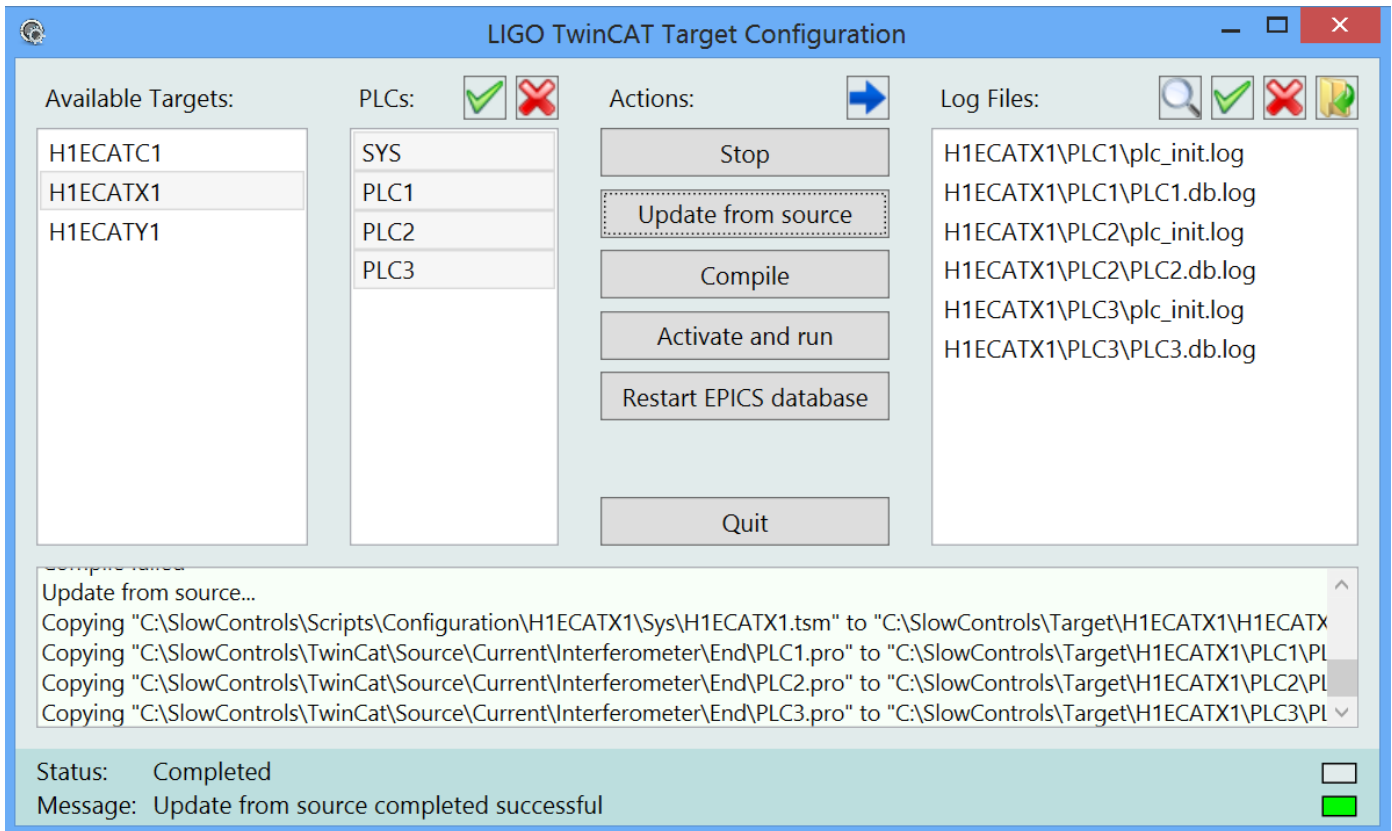 LIGO TwinCAT Target Configuration
Available Targets:
H1ECATC1
H1ECATX1
H1ECATY1
PLCs:
SYS
PLC1
PLC2
PLC3
Actions:
Stop
Update from source
Compile
Activate and run
Restart EPICS database
Quit
Log Files:
H1ECATX1\PLC1\plc_init.log
H1ECATX1\PLC1\PLC1.db.log
H1ECATX1\PLC2\plc_init.log
H1ECATX1\PLC2\PLC2.db.log
H1ECATX1\PLC3\plc_init.log
H1ECATX1\PLC3\PLC3.db.log
Compile failed
Update from source...
Copying "C:\SlowControls\Scripts\Configuration\H1ECATX1\Sys\H1ECATX1.tsm" to "C:\SlowControls\Target\H1ECATX1\H1ECATX
Copying "C:\SlowControls\TwinCat\Source\Current\Interferometer\End\PLC1.pro" to "C:\SlowControls\Target\H1ECATX1\PLC1\PL
Copying "C:\SlowControls\TwinCat\Source\Current\Interferometer\End\PLC2.pro" to "C:\SlowControls\Target\H1ECATX1\PLC2\PL
Copying "C:\SlowControls\TwinCat\Source\Current\Interferometer\End\PLC3.pro" to "C:\SlowControls\Target\H1ECATX1\PLC3\PL
Status: Completed
Message: Update from source completed successful